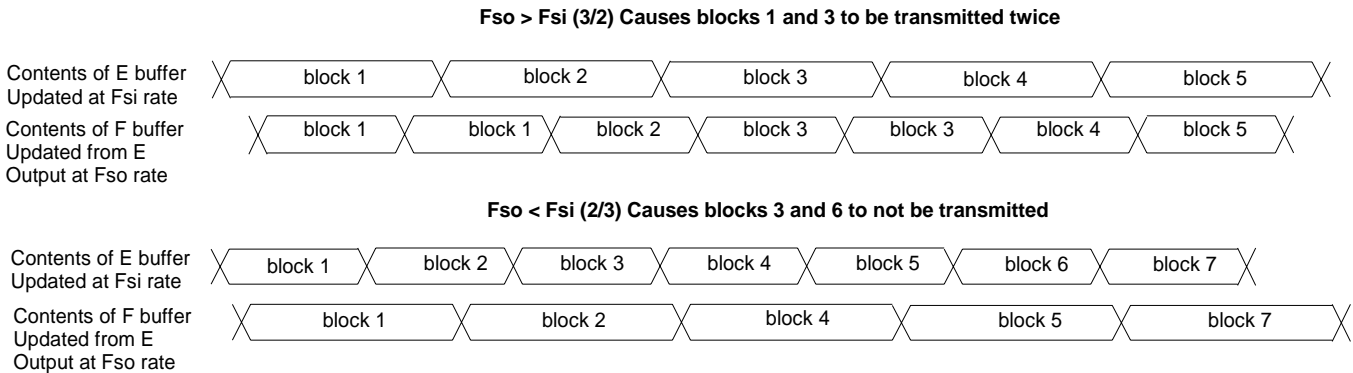 Fso > Fsi (3/2) Causes blocks 1 and 3 to be transmitted twice
Contents of E buffer
Updated at Fsi rate
block 1 block 2 block 3 block 4 block 5
Contents of F buffer
Updated from E
Output at Fso rate
block 1 block 1 block 2 block 3 block 3 block 4 block 5
Fso < Fsi (2/3) Causes blocks 3 and 6 to not be transmitted
Contents of E buffer
Updated at Fsi rate
block 1 block 2 block 3 block 4 block 5 block 6 block 7
Contents of F buffer
Updated from E
Output at Fso rate
block 1 block 2 block 4 block 5 block 7